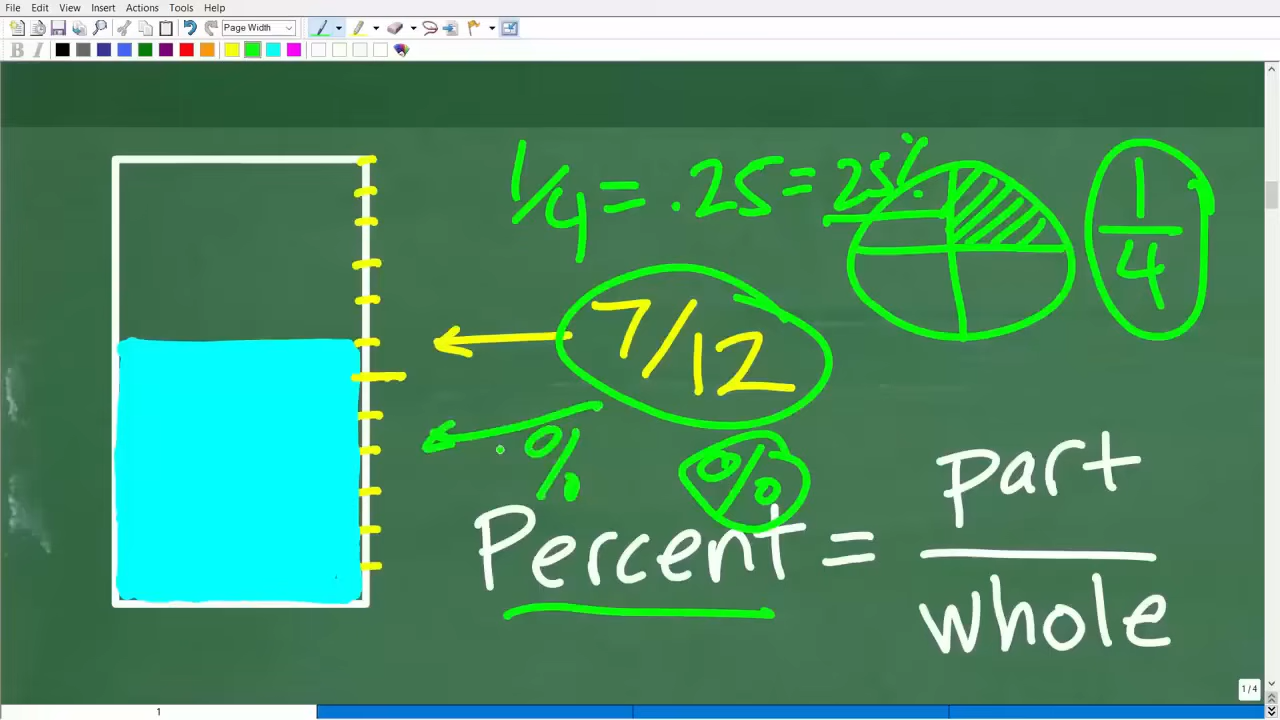 File Edit View Insert Actions Tools Help
Page Width
B I
1/4 = .25 = 25%
1
4
7/12
%
%
Percent = part
whole
1/4
1